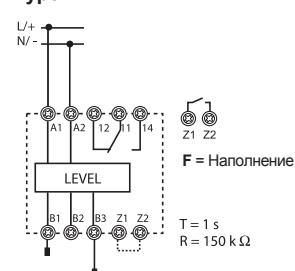 L/+
N/-
A1 A2 12 11 14
Z1 Z2
F = Наполнение
LEVEL
B1 B2 B3 Z1 Z2
T = 1 s
R = 150 k Ω